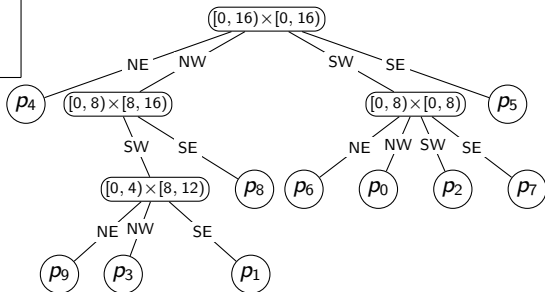 [0, 16)×[0, 16)
NE NW SW SE
p4 [0, 8)×[8, 16) [0, 8)×[0, 8) p5
SW SE NE NW SW SE
[0, 4)×[8, 12) p8 p6 p0 p2 p7
NE NW SE
p9 p3 p1